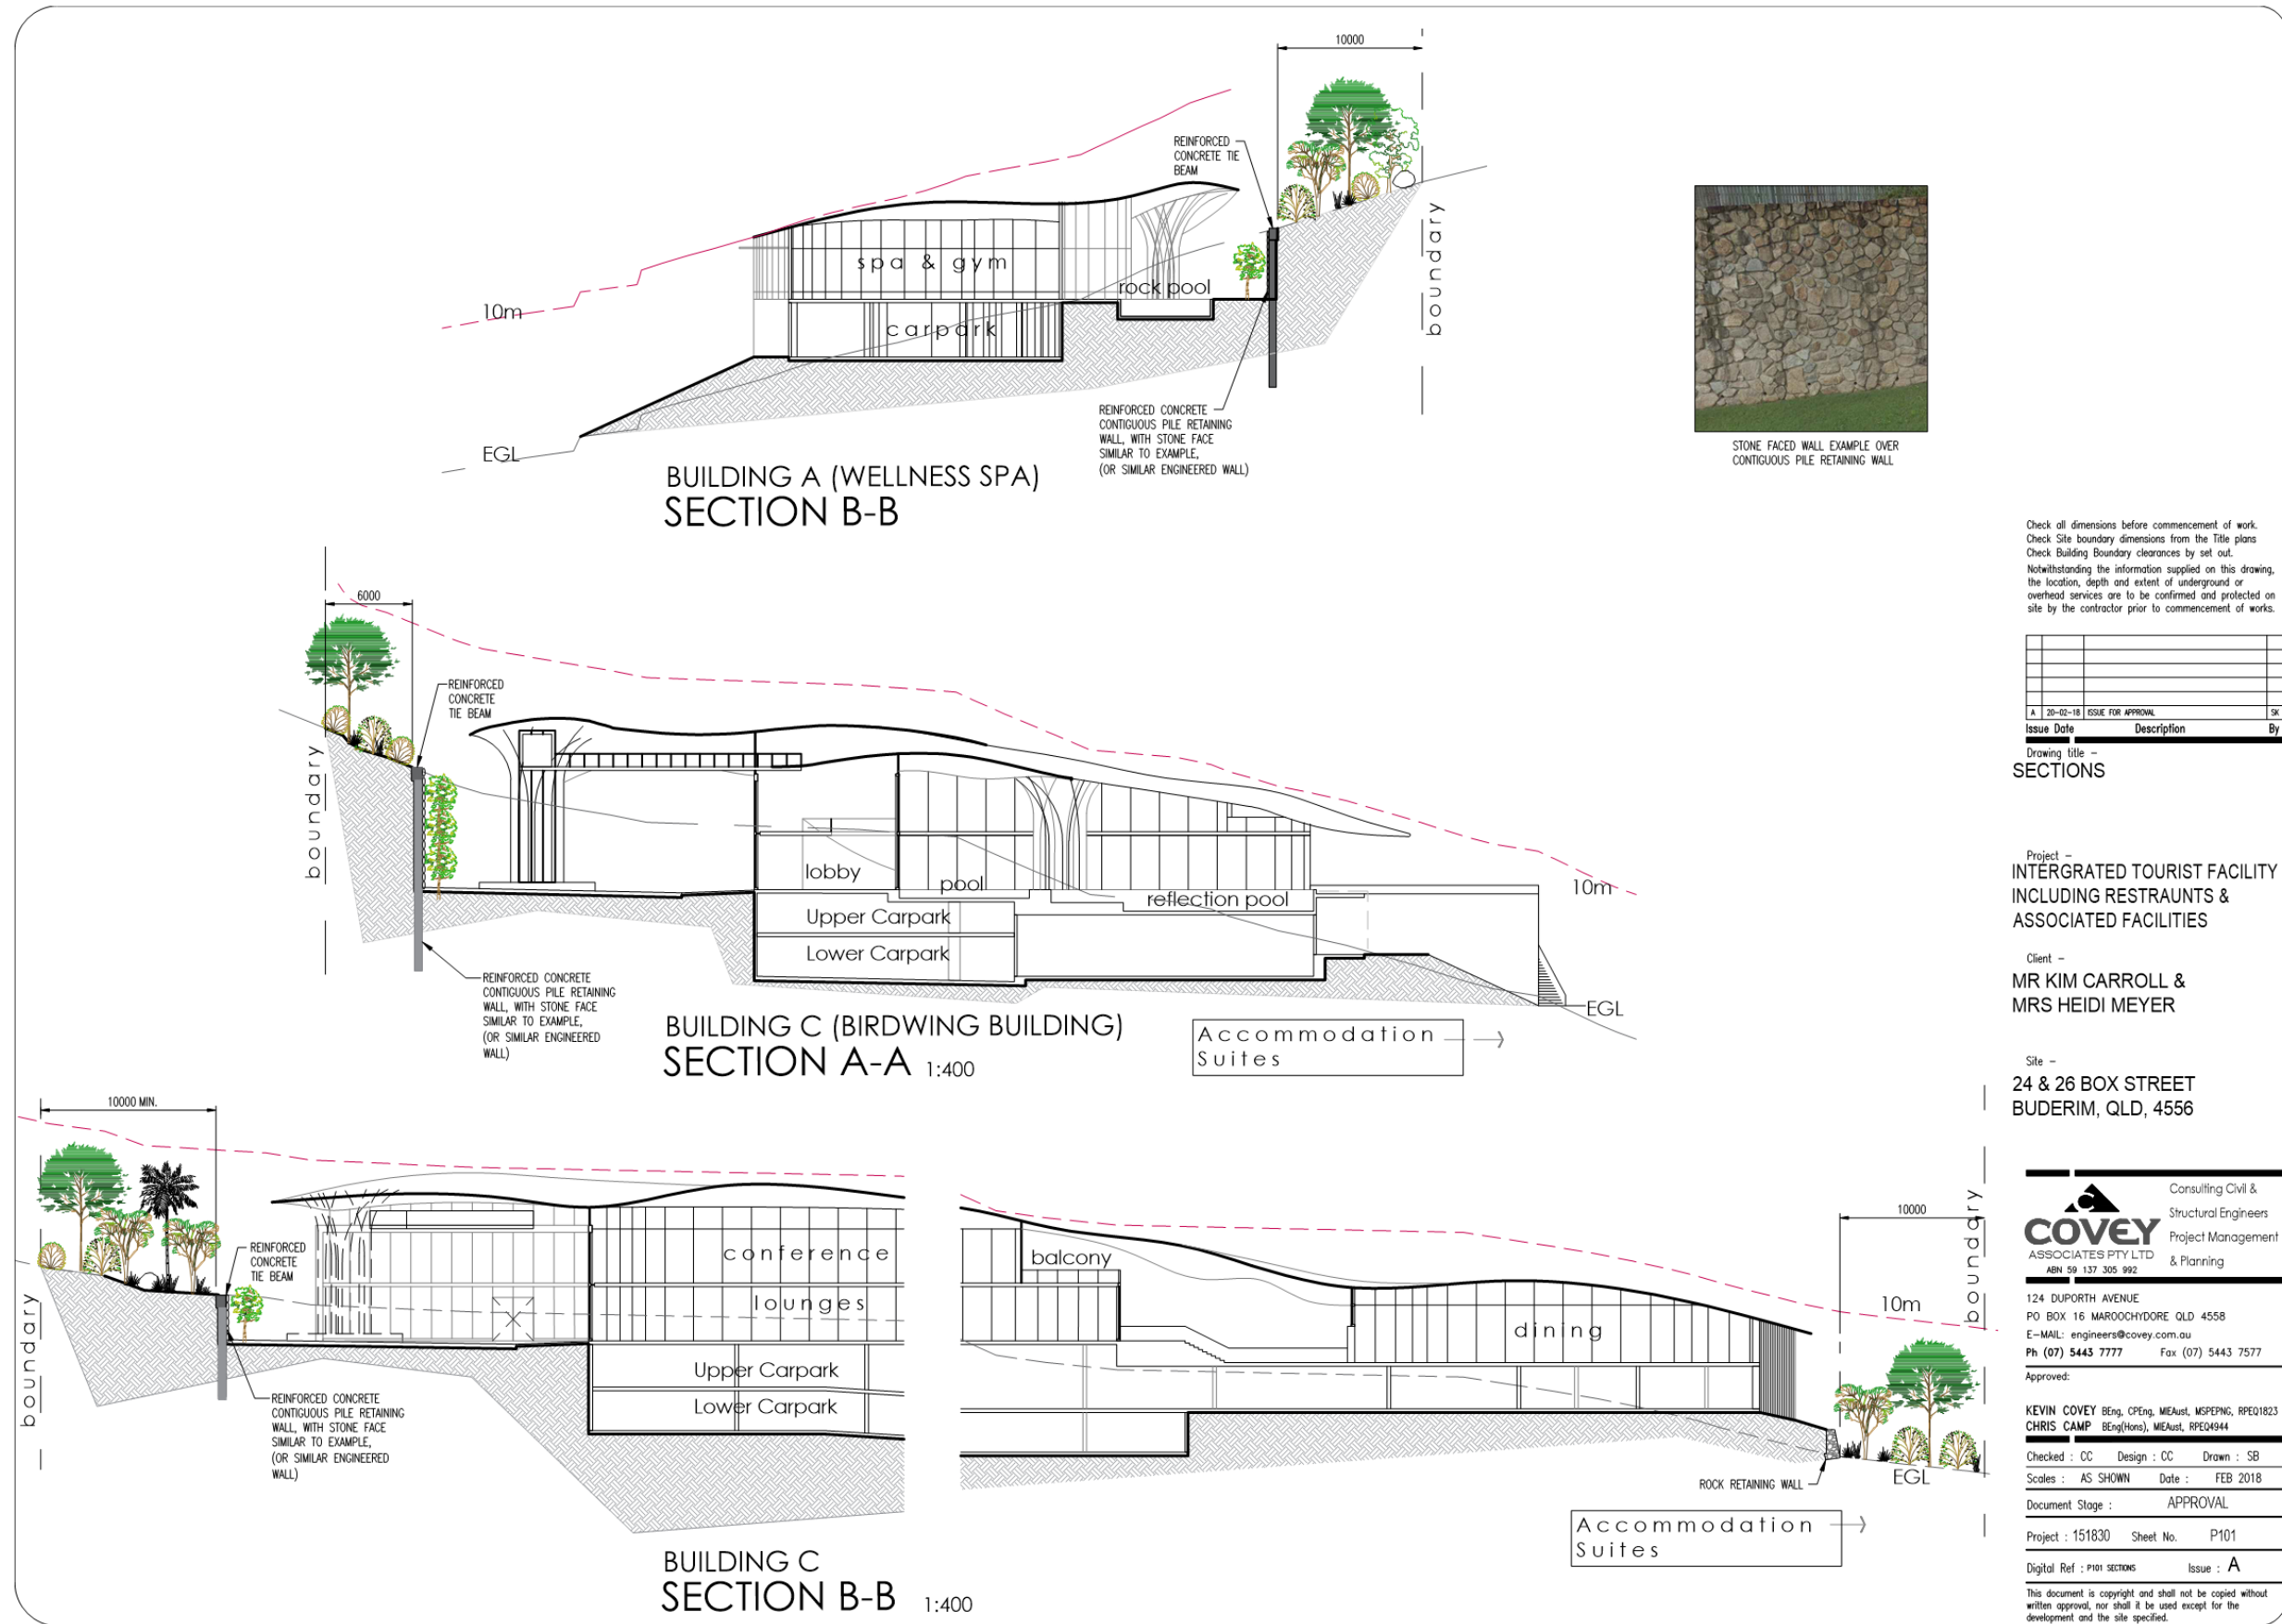 10000
REINFORCED
CONCRETE TIE
BEAM
boundary
spa & gym
rock pool
carpark
10m
EGL
REINFORCED CONCRETE
CONTIGUOUS PILE RETAINING
WALL, WITH STONE FACE
SIMILAR TO EXAMPLE,
(OR SIMILAR ENGINEERED WALL)
BUILDING A (WELLNESS SPA)
SECTION B-B
STONE FACED WALL EXAMPLE OVER
CONTIGUOUS PILE RETAINING WALL
6000
REINFORCED
CONCRETE
TIE BEAM
boundary
lobby
pool
reflection pool
Upper Carpark
Lower Carpark
10m
EGL
REINFORCED CONCRETE
CONTIGUOUS PILE RETAINING
WALL, WITH STONE FACE
SIMILAR TO EXAMPLE,
(OR SIMILAR ENGINEERED
WALL)
BUILDING C (BIRDWING BUILDING)
SECTION A-A 1:400
Accommodation
Suites
10000 MIN.
REINFORCED
CONCRETE
TIE BEAM
boundary
conference
lounges
Upper Carpark
Lower Carpark
REINFORCED CONCRETE
CONTIGUOUS PILE RETAINING
WALL, WITH STONE FACE
SIMILAR TO EXAMPLE,
(OR SIMILAR ENGINEERED
WALL)
balcony
dining
10000
boundary
10m
EGL
ROCK RETAINING WALL
Accommodation
Suites
BUILDING C
SECTION B-B 1:400
Check all dimensions before commencement of work.
Check Site boundary dimensions from the Title plans
Check Building Boundary clearances by set out.
Notwithstanding the information supplied on this drawing,
the location, depth and extent of underground or
overhead services are to be confirmed and protected on
site by the contractor prior to commencement of works.
A 20-02-18 ISSUE FOR APPROVAL SK
Issue Date Description By
Drawing title -
SECTIONS
Project -
INTERGRATED TOURIST FACILITY
INCLUDING RESTRAUNTS &
ASSOCIATED FACILITIES
Client -
MR KIM CARROLL &
MRS HEIDI MEYER
Site -
24 & 26 BOX STREET
BUDERIM, QLD, 4556
COVEY
ASSOCIATES PTY LTD
ABN 59 137 305 992
Consulting Civil &
Structural Engineers
Project Management
& Planning
124 DUPORTH AVENUE
PO BOX 16 MAROOCHYDORE QLD 4558
E-MAIL: engineers@covey.com.au
Ph (07) 5443 7777 Fax (07) 5443 7577
Approved:
KEVIN COVEY BEng, CPEng, MIEAust, MSPEPNG, RPEQ1823
CHRIS CAMP BEng(Hons), MIEAust, RPEQ4944
Checked : CC Design : CC Drawn : SB
Scales : AS SHOWN Date : FEB 2018
Document Stage : APPROVAL
Project : 151830 Sheet No. P101
Digital Ref : P101 SECTIONS Issue : A
This document is copyright and shall not be copied without
written approval, nor shall it be used except for the
development and the site specified.